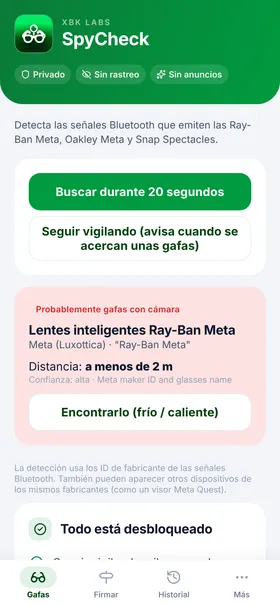 XBK LABS
SpyCheck
Privado
Sin rastreo
Sin anuncios
Detecta las señales Bluetooth que emiten las Ray-
Ban Meta, Oakley Meta y Snap Spectacles.
Buscar durante 20 segundos
Seguir vigilando (avisa cuando se
acercan unas gafas)
Probablemente gafas con cámara
Lentes inteligentes Ray-Ban Meta
Meta (Luxottica) · "Ray-Ban Meta"
Distancia: a menos de 2 m
Confianza: alta · Meta maker ID and glasses name
Encontrarlo (frío / caliente)
La detección usa los ID de fabricante de las señales
Bluetooth. También pueden aparecer otros dispositivos de
los mismos fabricantes (como un visor Meta Quest).
Todo está desbloqueado
Gafas
Firmar
Historial
Más